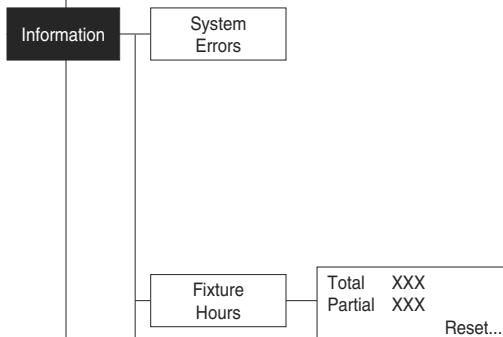 Information
System
Errors
Fixture
Hours
Total XXX
Partial XXX
Reset...